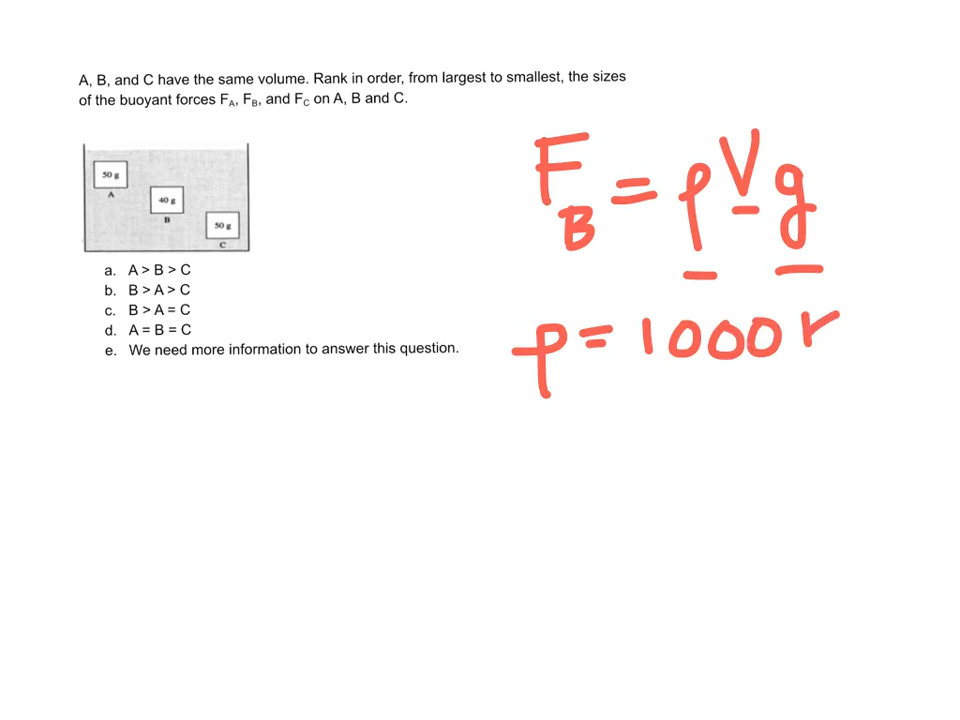 A, B, and C have the same volume. Rank in order, from largest to smallest, the sizes
of the buoyant forces FA, FB, and FC on A, B and C.
50 g
A
40 g
B
50 g
C
a. A > B > C
b. B > A > C
c. B > A = C
d. A = B = C
e. We need more information to answer this question.
FB = ρVg
ρ = 1000 r